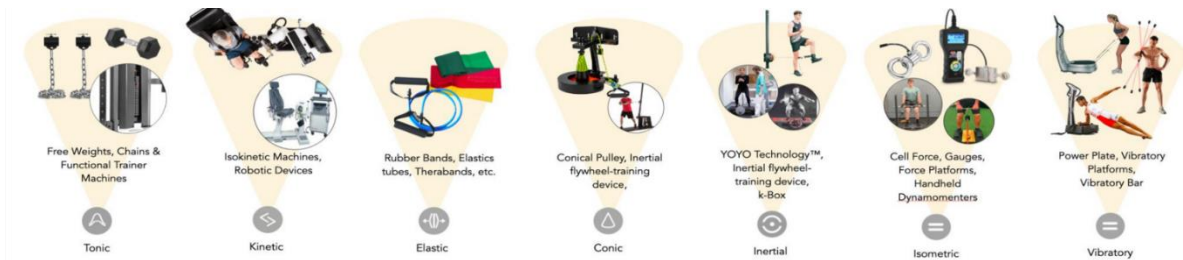 Free Weights, Chains &
Functional Trainer
Machines
Tonic
Isokinetic Machines,
Robotic Devices
Kinetic
Rubber Bands, Elastics
tubes, Therabands, etc.
Elastic
Conical Pulley, Inertial
flywheel-training
device,
Conic
YOYO Technology™,
Inertial flywheel-
training device,
k-Box
Inertial
Cell Force, Gauges,
Force Platforms,
Handheld
Dynamomenters
Isometric
Power Plate, Vibratory
Platforms,
Vibratory Bar
Vibratory